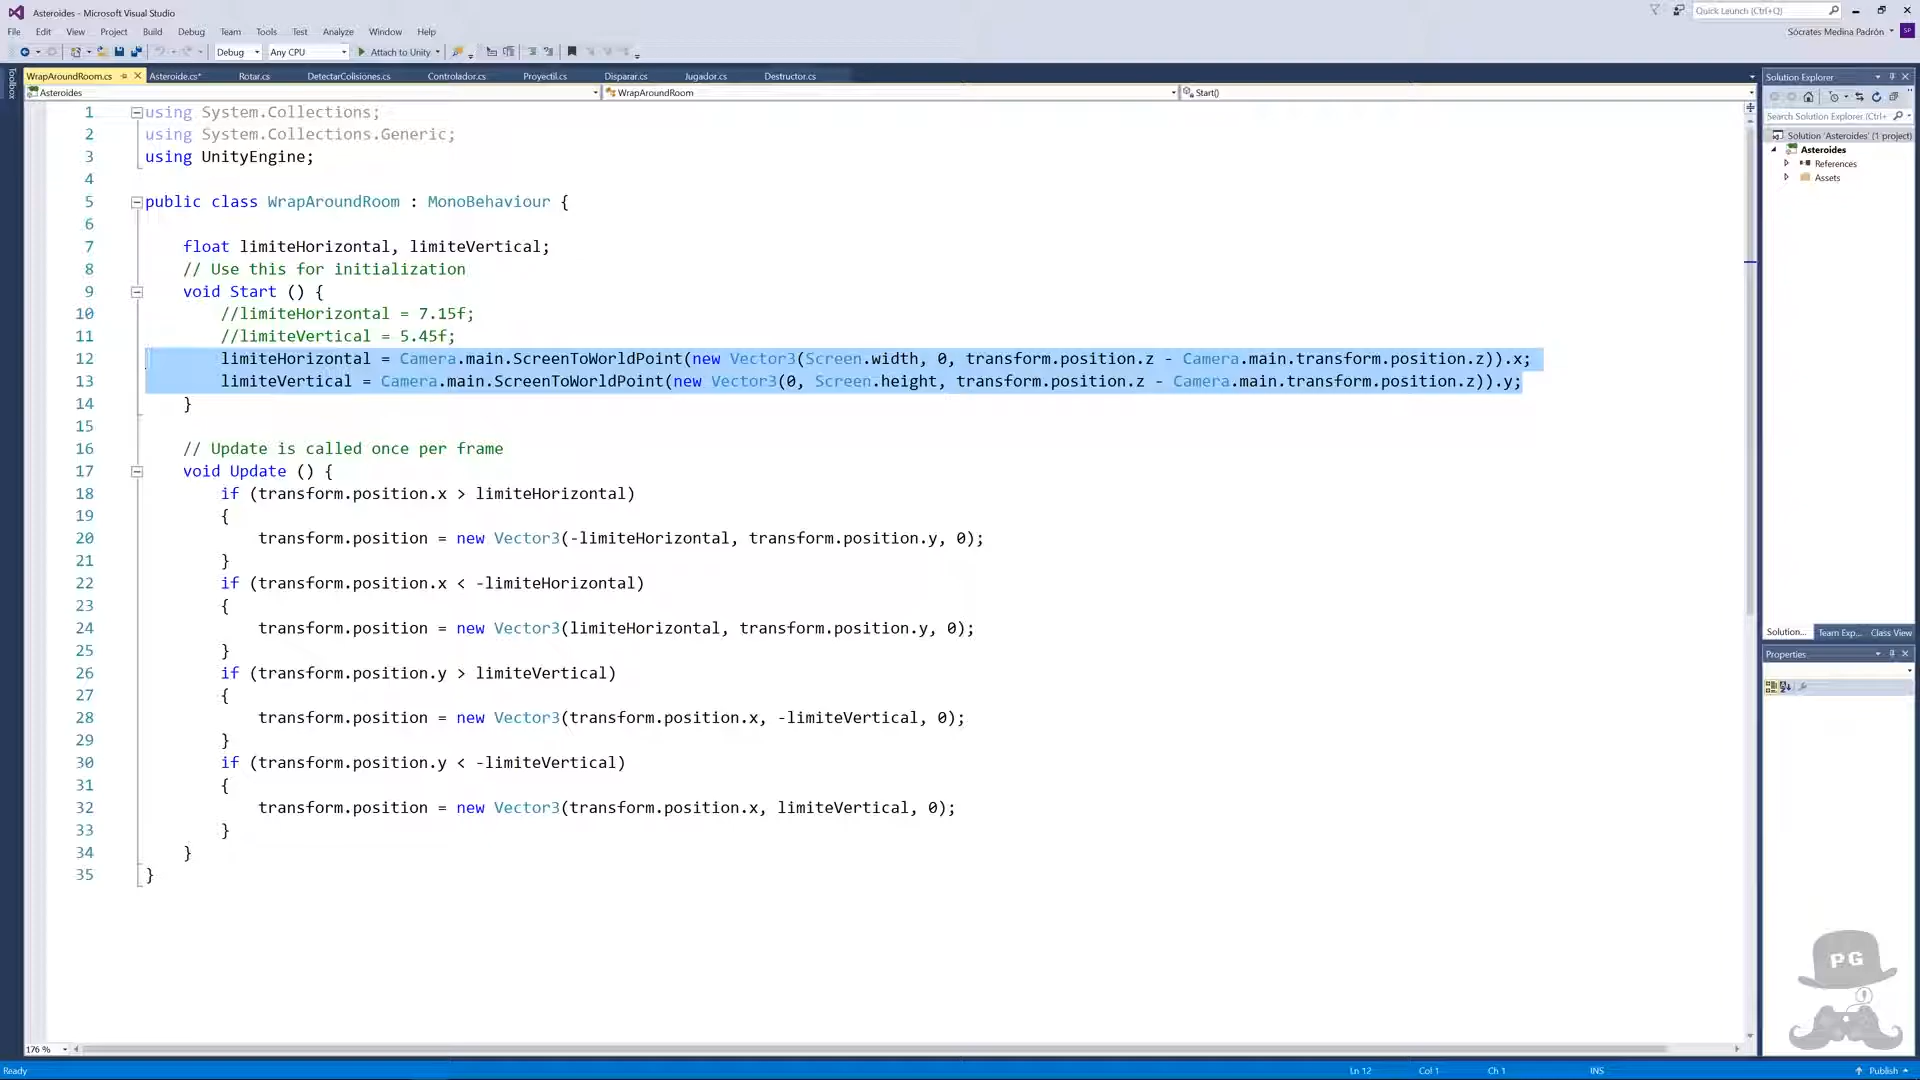 Asteroides - Microsoft Visual Studio
Quick Launch (Ctrl+Q)
File Edit View Project Build Debug Team Tools Test Analyze Window Help
Sócrates Medina Padrón
SP
Debug Any CPU Attach to Unity
Toolbox
WrapAroundRoom.cs Asteroide.cs* Rotar.cs DetectarColisiones.cs Controlador.cs Proyectil.cs Disparar.cs Jugador.cs Destructor.cs
Asteroides WrapAroundRoom Start()
1 using System.Collections;
2 using System.Collections.Generic;
3 using UnityEngine;
4
5 public class WrapAroundRoom : MonoBehaviour {
6
7 float limiteHorizontal, limiteVertical;
8 // Use this for initialization
9 void Start () {
10 //limiteHorizontal = 7.15f;
11 //limiteVertical = 5.45f;
12 limiteHorizontal = Camera.main.ScreenToWorldPoint(new Vector3(Screen.width, 0, transform.position.z - Camera.main.transform.position.z)).x;
13 limiteVertical = Camera.main.ScreenToWorldPoint(new Vector3(0, Screen.height, transform.position.z - Camera.main.transform.position.z)).y;
14 }
15
16 // Update is called once per frame
17 void Update () {
18 if (transform.position.x > limiteHorizontal)
19 {
20 transform.position = new Vector3(-limiteHorizontal, transform.position.y, 0);
21 }
22 if (transform.position.x < -limiteHorizontal)
23 {
24 transform.position = new Vector3(limiteHorizontal, transform.position.y, 0);
25 }
26 if (transform.position.y > limiteVertical)
27 {
28 transform.position = new Vector3(transform.position.x, -limiteVertical, 0);
29 }
30 if (transform.position.y < -limiteVertical)
31 {
32 transform.position = new Vector3(transform.position.x, limiteVertical, 0);
33 }
34 }
35 }
Solution Explorer
Search Solution Explorer (Ctrl+
Solution 'Asteroides' (1 project)
Asteroides
References
Assets
Solution... Team Exp... Class View
Properties
PG
176 %
Ready Ln 12 Col 1 Ch 1 INS Publish